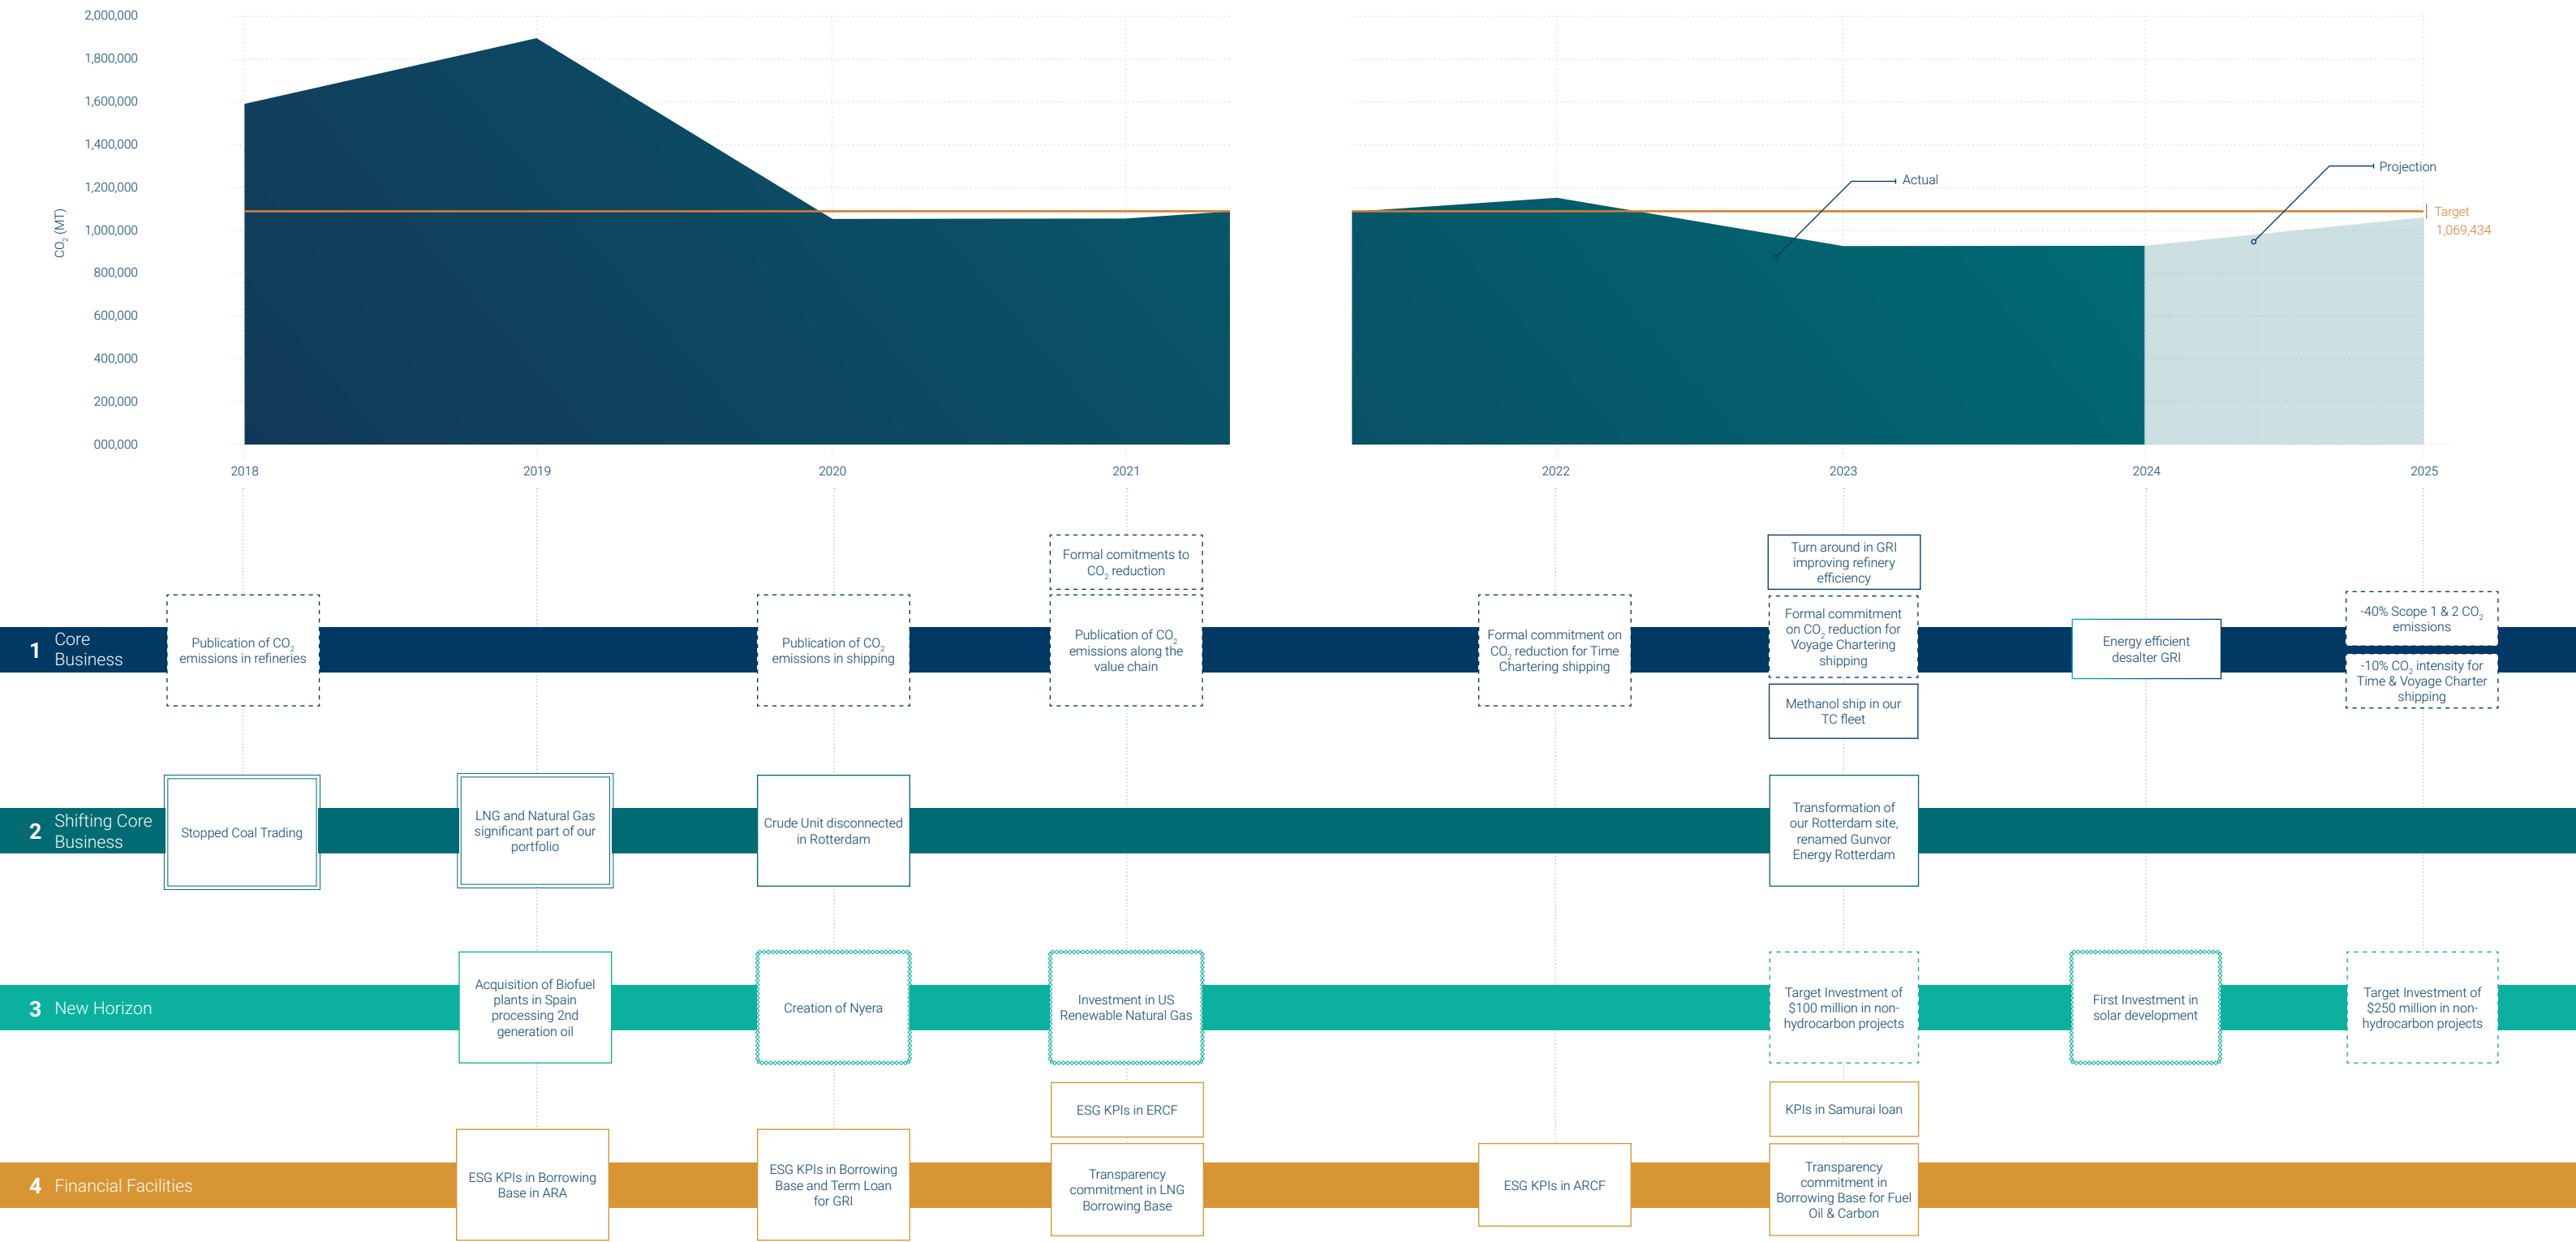 2,000,000
1,800,000
1,600,000
1,400,000
1,200,000
1,000,000
800,000
600,000
400,000
200,000
000,000
CO₂ (MT)
Actual
Projection
Target
1,069,434
2018
2019
2020
2021
2022
2023
2024
2025
1 Core
Business
Publication of CO₂
emissions in refineries
Publication of CO₂
emissions in shipping
Formal comitments to
CO₂ reduction
Publication of CO₂
emissions along the
value chain
Formal commitment on
CO₂ reduction for Time
Chartering shipping
Turn around in GRI
improving refinery
efficiency
Formal commitment
on CO₂ reduction for
Voyage Chartering
shipping
Methanol ship in our
TC fleet
Energy efficient
desalter GRI
-40% Scope 1 & 2 CO₂
emissions
-10% CO₂ intensity for
Time & Voyage Charter
shipping
2 Shifting Core
Business
Stopped Coal Trading
LNG and Natural Gas
significant part of our
portfolio
Crude Unit disconnected
in Rotterdam
Transformation of
our Rotterdam site,
renamed Gunvor
Energy Rotterdam
3 New Horizon
Acquisition of Biofuel
plants in Spain
processing 2nd
generation oil
Creation of Nyera
Investment in US
Renewable Natural Gas
Target Investment of
$100 million in non-
hydrocarbon projects
First Investment in
solar development
Target Investment of
$250 million in non-
hydrocarbon projects
4 Financial Facilities
ESG KPIs in Borrowing
Base in ARA
ESG KPIs in Borrowing
Base and Term Loan
for GRI
ESG KPIs in ERCF
Transparency
commitment in LNG
Borrowing Base
ESG KPIs in ARCF
KPIs in Samurai loan
Transparency
commitment in
Borrowing Base for Fuel
Oil & Carbon